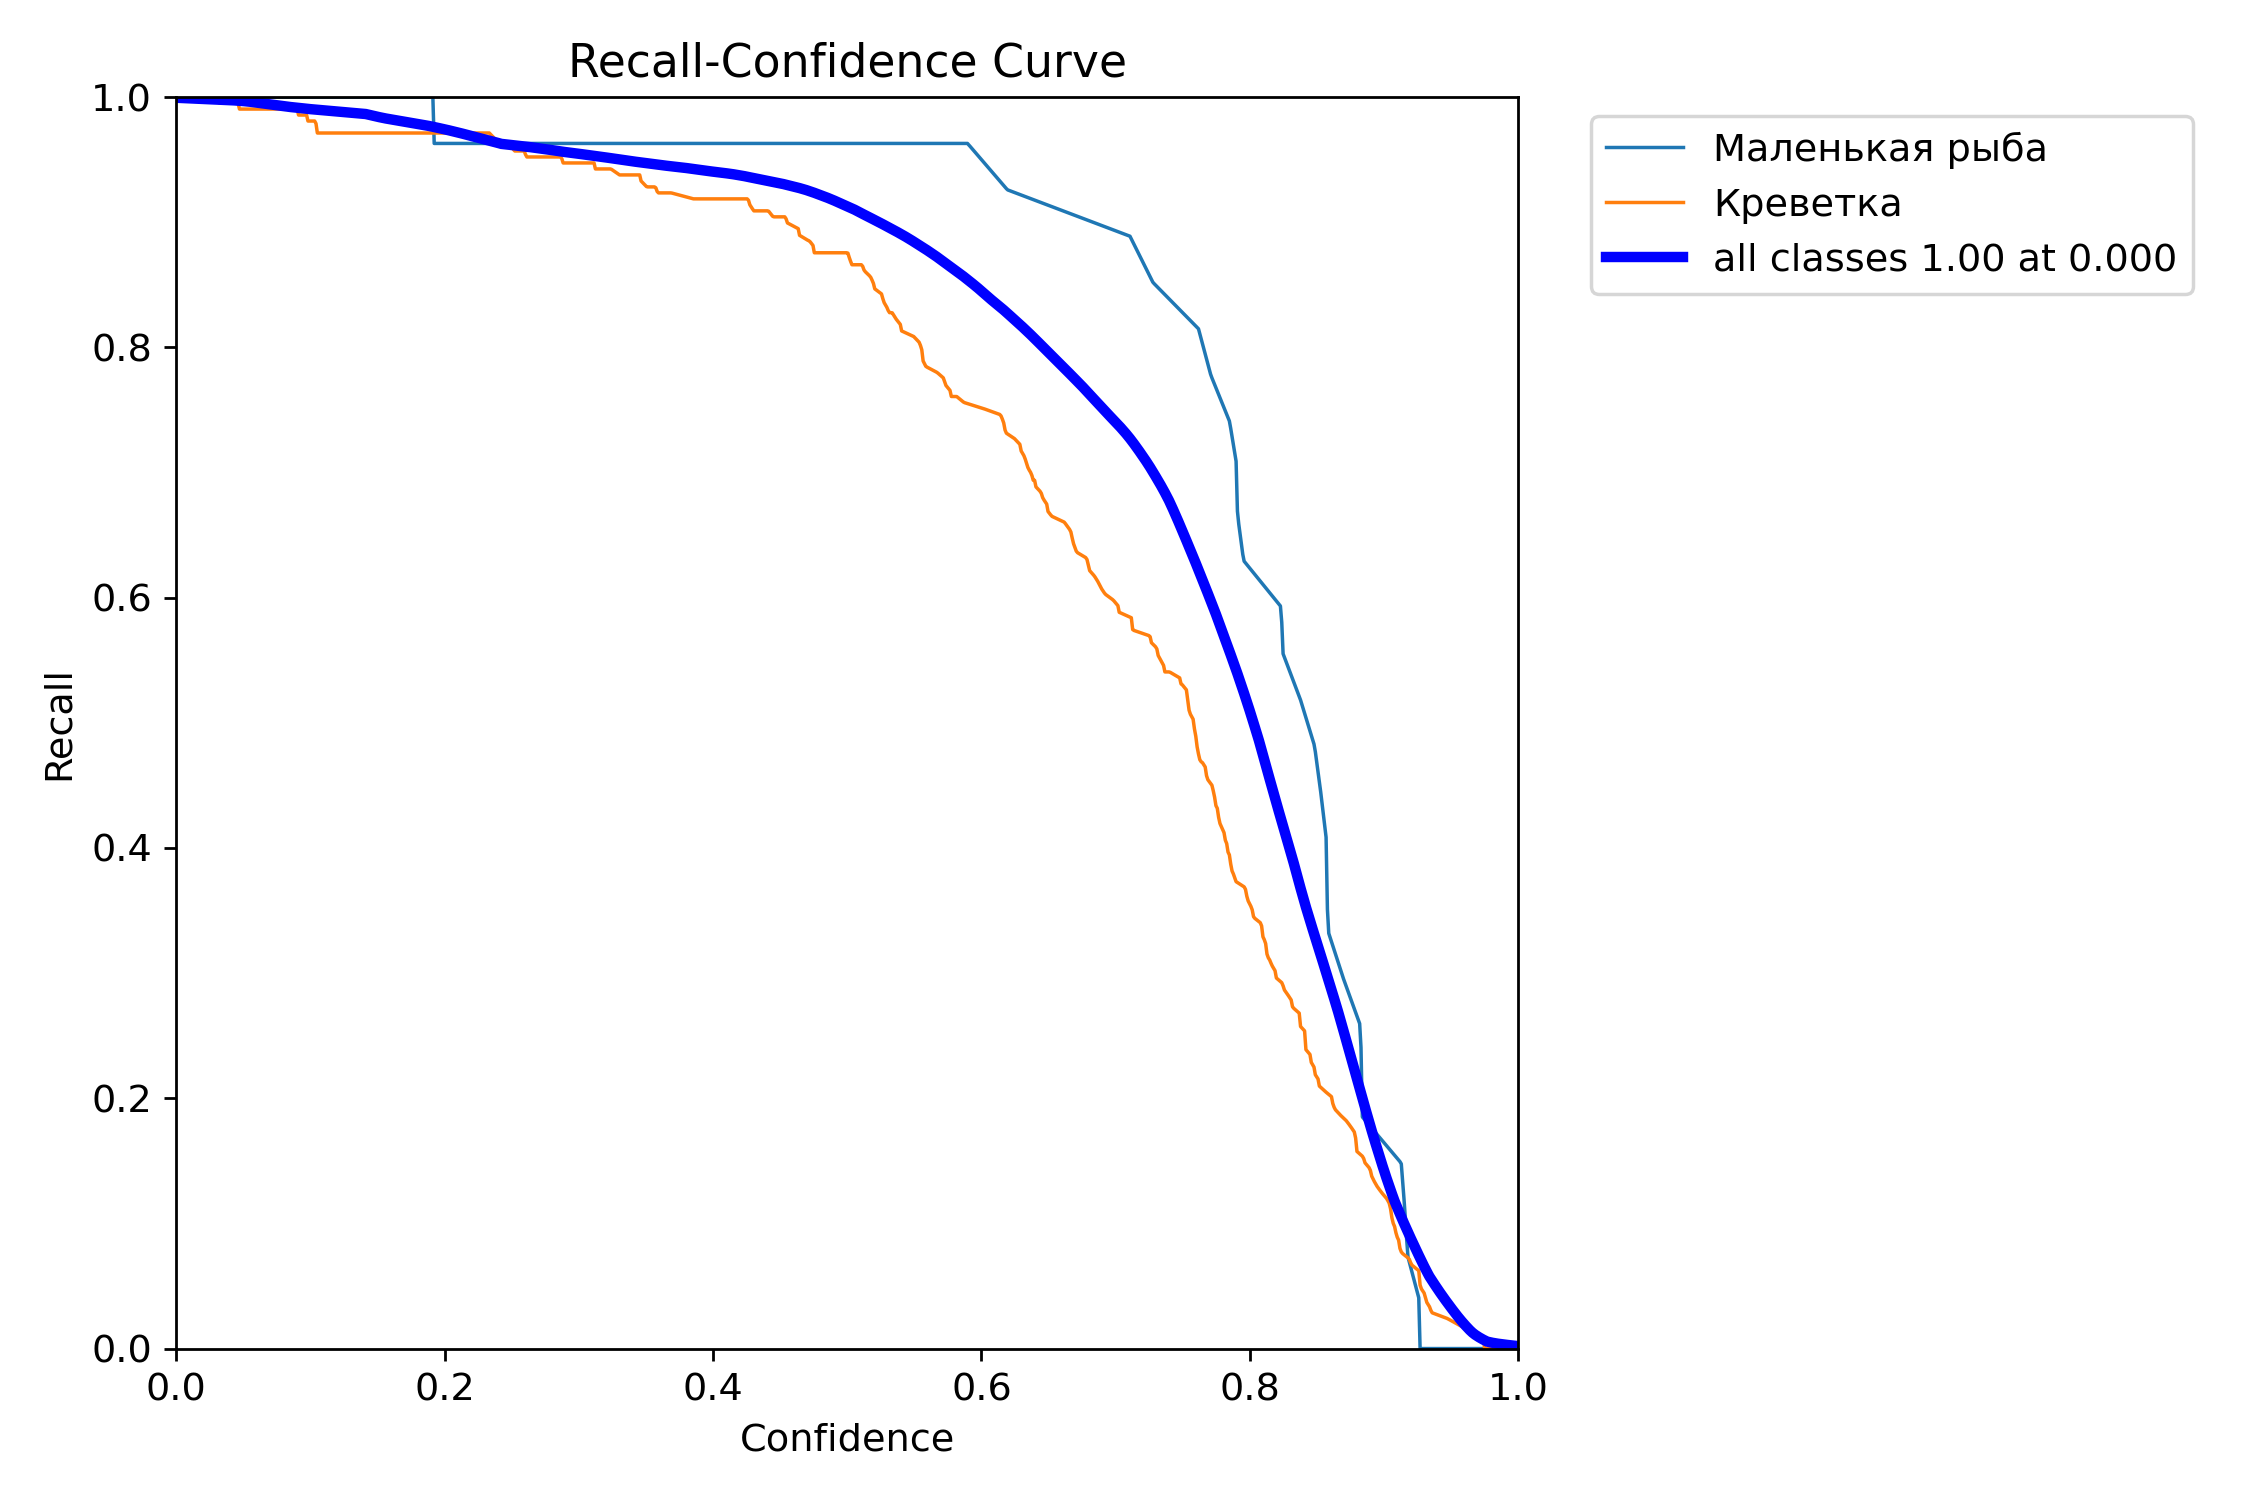 Recall-Confidence Curve
Маленькая рыба
Креветка
all classes 1.00 at 0.000
1.0
0.8
0.6
0.4
0.2
0.0
Recall
0.0 0.2 0.4 0.6 0.8 1.0
Confidence